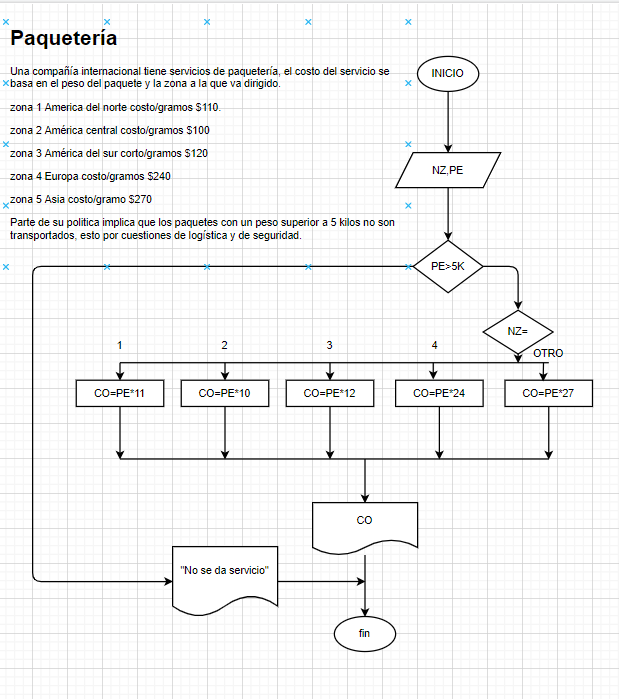 Paquetería
Una compañía internacional tiene servicios de paquetería, el costo del servicio se
basa en el peso del paquete y la zona a la que va dirigido.
zona 1 America del norte costo/gramos $110.
zona 2 América central costo/gramos $100
zona 3 América del sur corto/gramos $120
zona 4 Europa costo/gramos $240
zona 5 Asia costo/gramo $270
Parte de su politica implica que los paquetes con un peso superior a 5 kilos no son
transportados, esto por cuestiones de logística y de seguridad.
INICIO
NZ,PE
PE>5K
NZ=
1
2
3
4
OTRO
CO=PE*11
CO=PE*10
CO=PE*12
CO=PE*24
CO=PE*27
CO
"No se da servicio"
fin